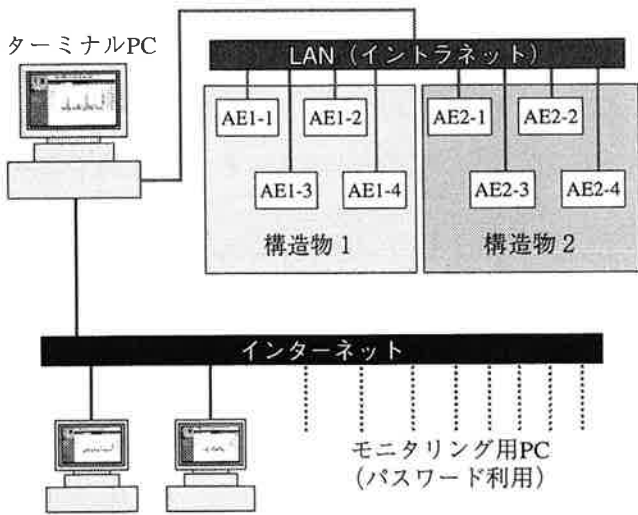 ターミナルPC
LAN（イントラネット）
AE1-1
AE1-2
AE2-1
AE2-2
AE1-3
AE1-4
AE2-3
AE2-4
構造物 1
構造物 2
インターネット
モニタリング用PC
（パスワード利用）